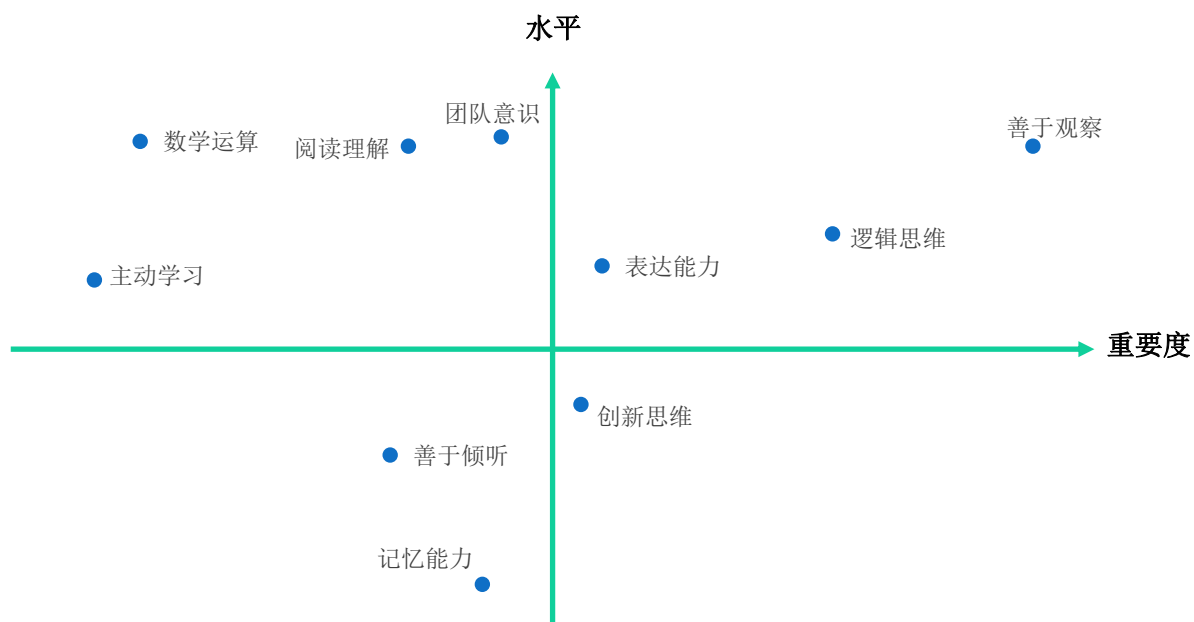 水平
团队意识
善于观察
数学运算
阅读理解
逻辑思维
表达能力
主动学习
重要度
创新思维
善于倾听
记忆能力